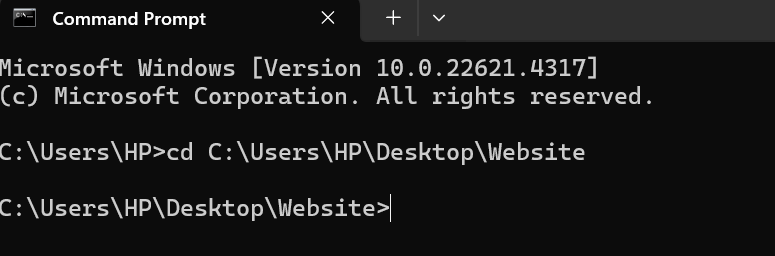 Command Prompt
Microsoft Windows [Version 10.0.22621.4317]
(c) Microsoft Corporation. All rights reserved.
C:\Users\HP>cd C:\Users\HP\Desktop\Website
C:\Users\HP\Desktop\Website>